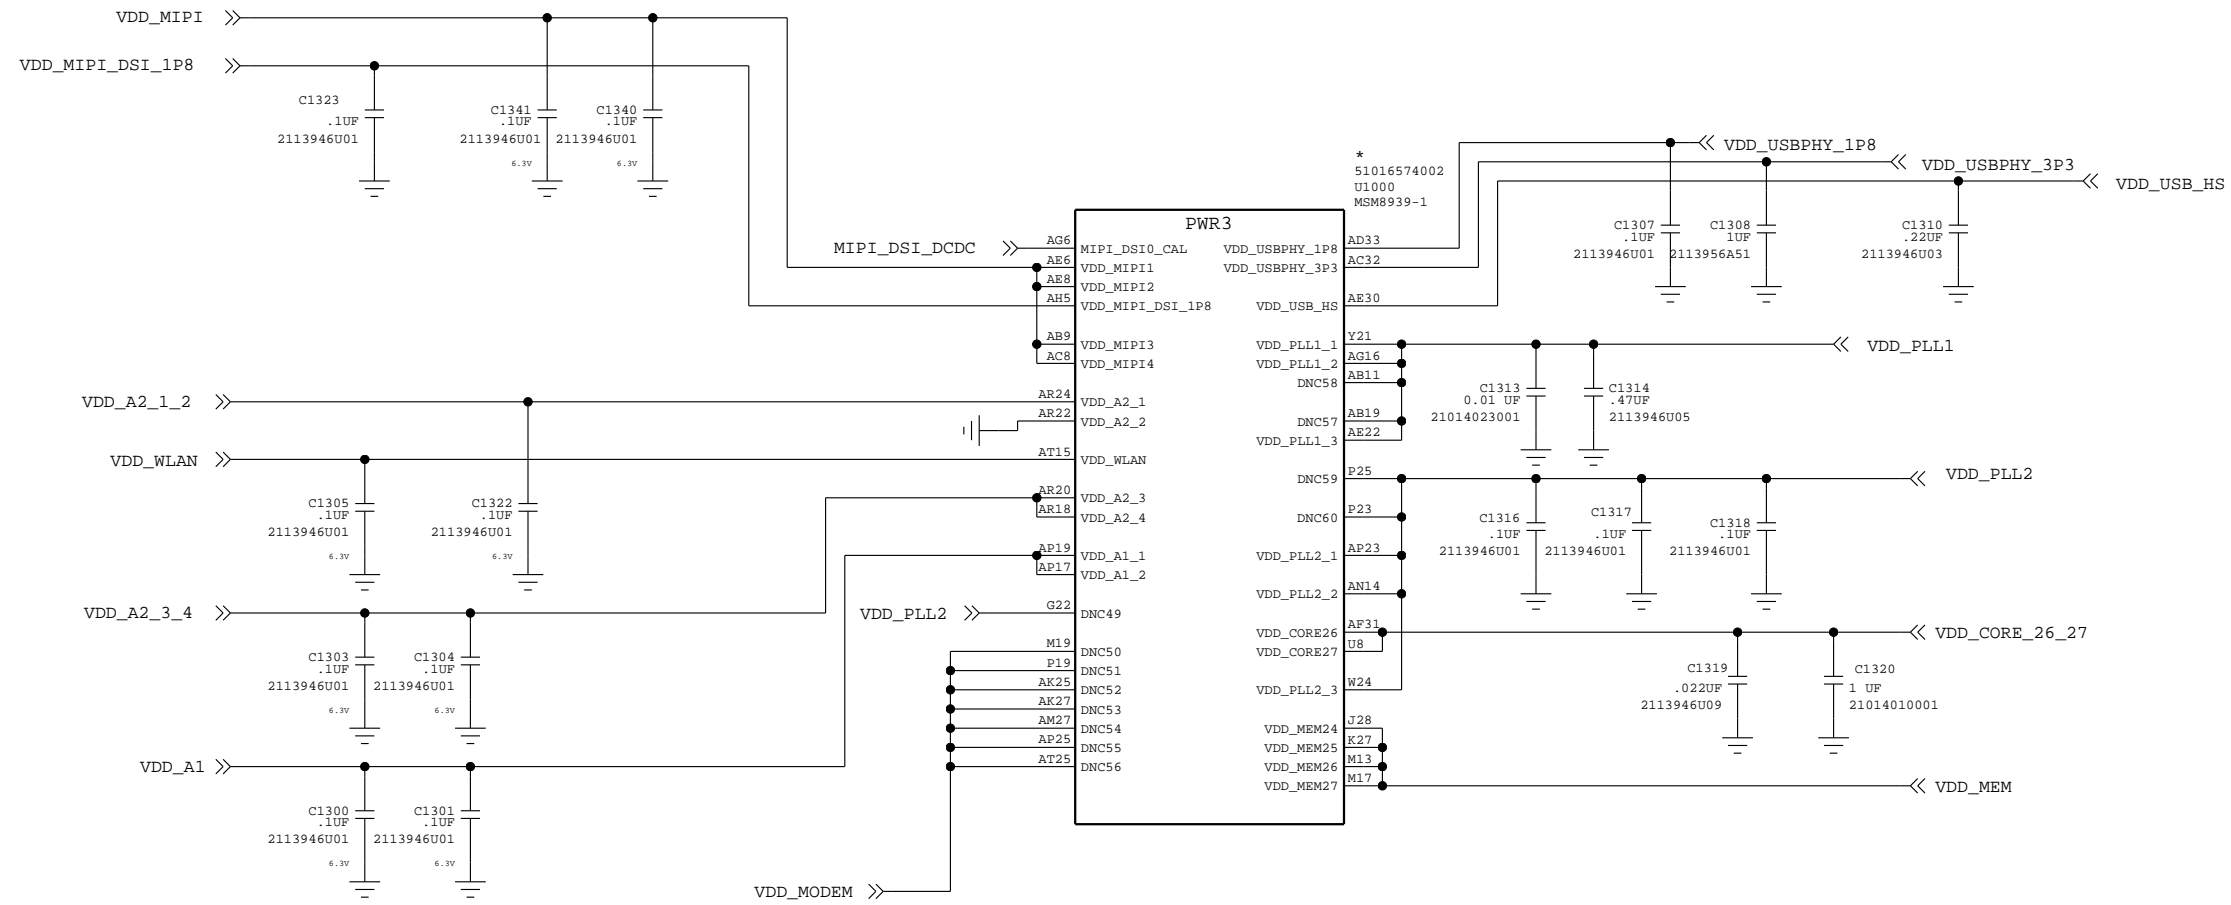 VDD_MIPI
VDD_MIPI_DSI_1P8
C1323
.1UF
2113946U01
C1341
.1UF
2113946U01
6.3V
C1340
.1UF
2113946U01
6.3V
VDD_A2_1_2
VDD_WLAN
C1305
.1UF
2113946U01
6.3V
C1322
.1UF
2113946U01
6.3V
VDD_A2_3_4
C1303
.1UF
2113946U01
6.3V
C1304
.1UF
2113946U01
6.3V
VDD_A1
C1300
.1UF
2113946U01
6.3V
C1301
.1UF
2113946U01
6.3V
MIPI_DSI_DCDC
VDD_PLL2
VDD_MODEM
*
51016574002
U1000
MSM8939-1
PWR3
AG6 MIPI_DSI0_CAL
AE6 VDD_MIPI1
AE8 VDD_MIPI2
AH5 VDD_MIPI_DSI_1P8
AB9 VDD_MIPI3
AC8 VDD_MIPI4
AR24 VDD_A2_1
AR22 VDD_A2_2
AT15 VDD_WLAN
AR20 VDD_A2_3
AR18 VDD_A2_4
AP19 VDD_A1_1
AP17 VDD_A1_2
G22 DNC49
M19 DNC50
P19 DNC51
AK25 DNC52
AK27 DNC53
AM27 DNC54
AP25 DNC55
AT25 DNC56
VDD_USBPHY_1P8 AD33
VDD_USBPHY_3P3 AC32
VDD_USB_HS AE30
VDD_PLL1_1 Y21
VDD_PLL1_2 AG16
DNC58 AB11
DNC57 AB19
VDD_PLL1_3 AE22
DNC59 P25
DNC60 P23
VDD_PLL2_1 AP23
VDD_PLL2_2 AN14
VDD_CORE26 AF31
VDD_CORE27 U8
VDD_PLL2_3 W24
VDD_MEM24 J28
VDD_MEM25 K27
VDD_MEM26 M13
VDD_MEM27 M17
VDD_USBPHY_1P8
VDD_USBPHY_3P3
VDD_USB_HS
C1307
.1UF
2113946U01
C1308
1UF
2113956A51
C1310
.22UF
2113946U03
VDD_PLL1
C1313
0.01 UF
21014023001
C1314
.47UF
2113946U05
VDD_PLL2
C1316
.1UF
2113946U01
C1317
.1UF
2113946U01
C1318
.1UF
2113946U01
VDD_CORE_26_27
C1319
.022UF
2113946U09
C1320
1 UF
21014010001
VDD_MEM